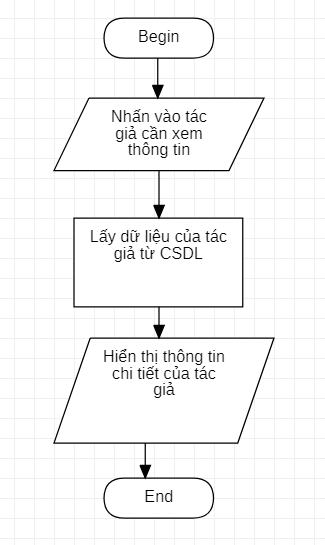 Begin
Nhấn vào tác
giả cần xem
thông tin
Lấy dữ liệu của tác
giả từ CSDL
Hiển thị thông tin
chi tiết của tác
giả
End